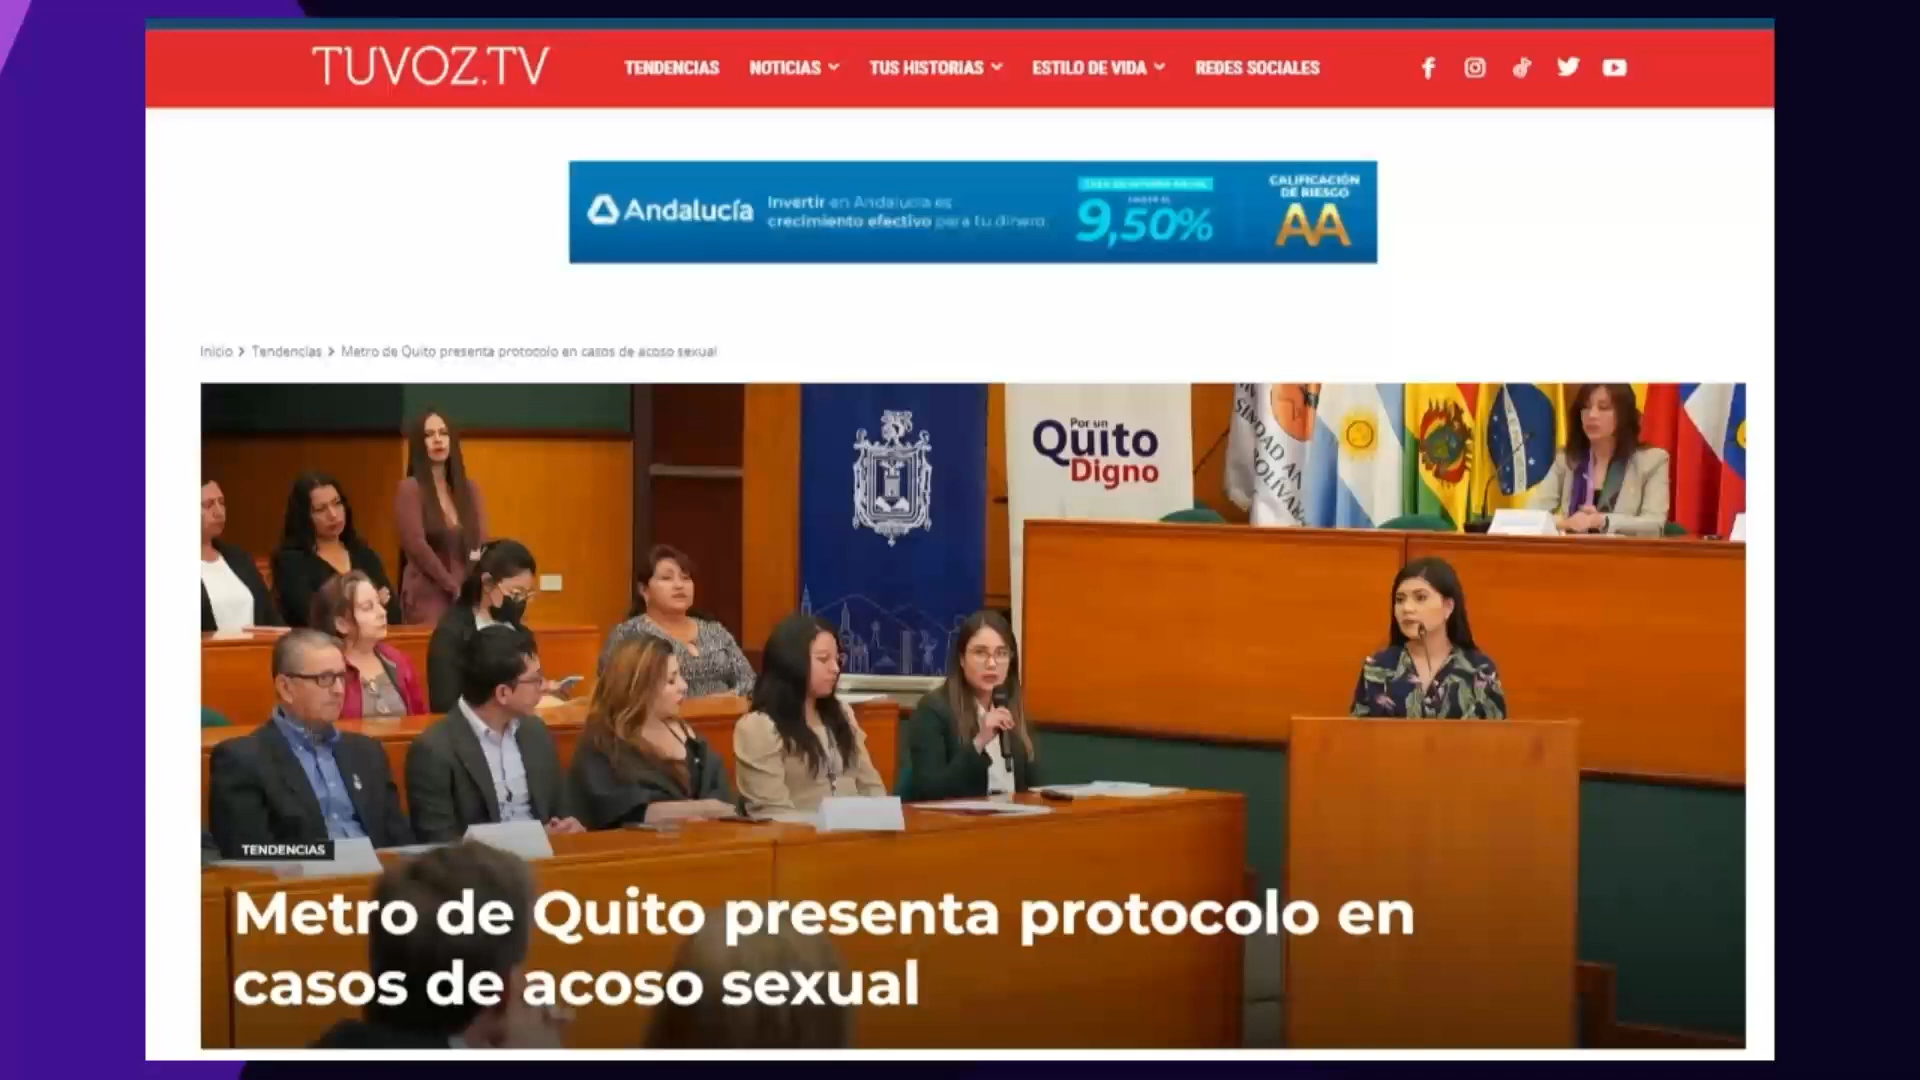 TUVOZ.TV
TENDENCIAS
NOTICIAS
TUS HISTORIAS
ESTILO DE VIDA
REDES SOCIALES
Andalucía
Invertir en Andalucía es
crecimiento efectivo para tu dinero.
9,50%
CALIFICACIÓN
DE RIESGO
AA
Inicio > Tendencias > Metro de Quito presenta protocolo en casos de acoso sexual
Por un
Quito
Digno
TENDENCIAS
Metro de Quito presenta protocolo en
casos de acoso sexual